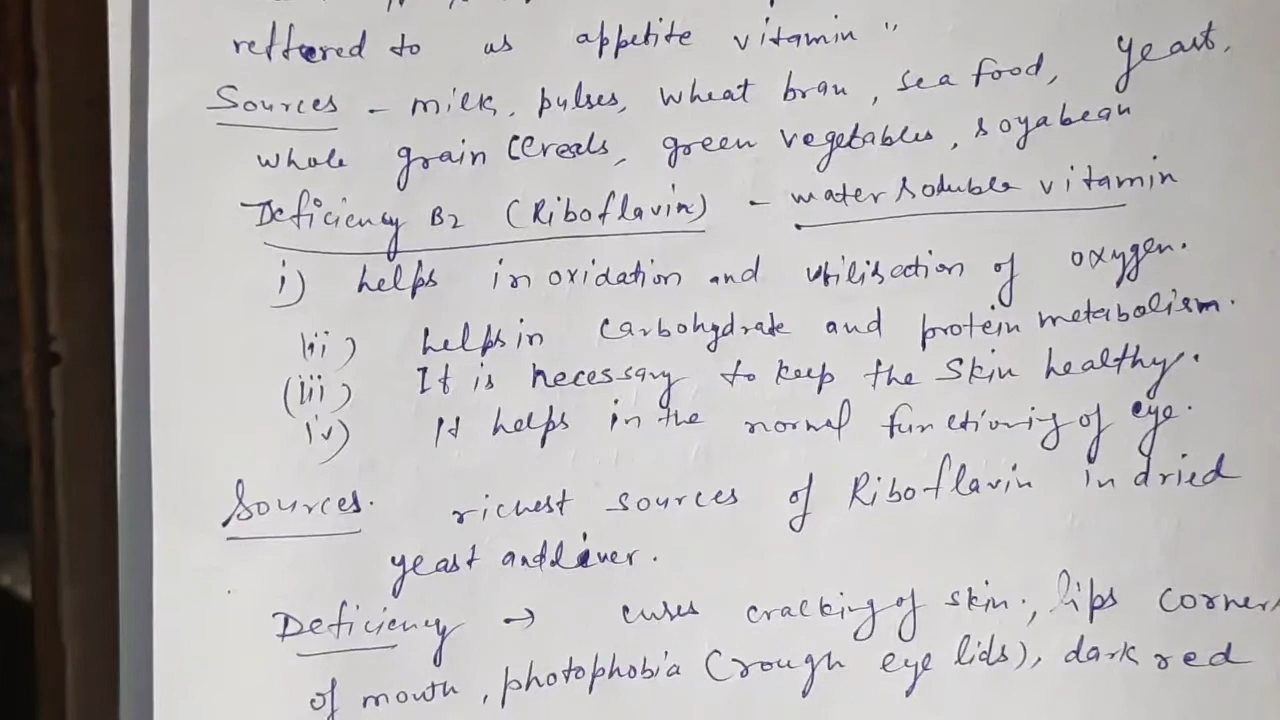 reffered to as appetite vitamin"
Sources - milk, pulses, wheat bran, sea food, yeast,
whole grain cereals, green vegetables, soyabean
Deficiency B2 (Riboflavin) - water soduble vitamin
i) helps in oxidation and utilisation of oxygen.
(ii) helps in carbohydrate and protein metabolism.
(iii) It is necessary to keep the skin healthy.
iv) It helps in the normal functioning of eye.
Sources. richest sources of Riboflavin in dried
yeast and liver.
Deficiency → cuses cracking of skin, lips corner
of mouth, photophobia (rough eye lids), dark red